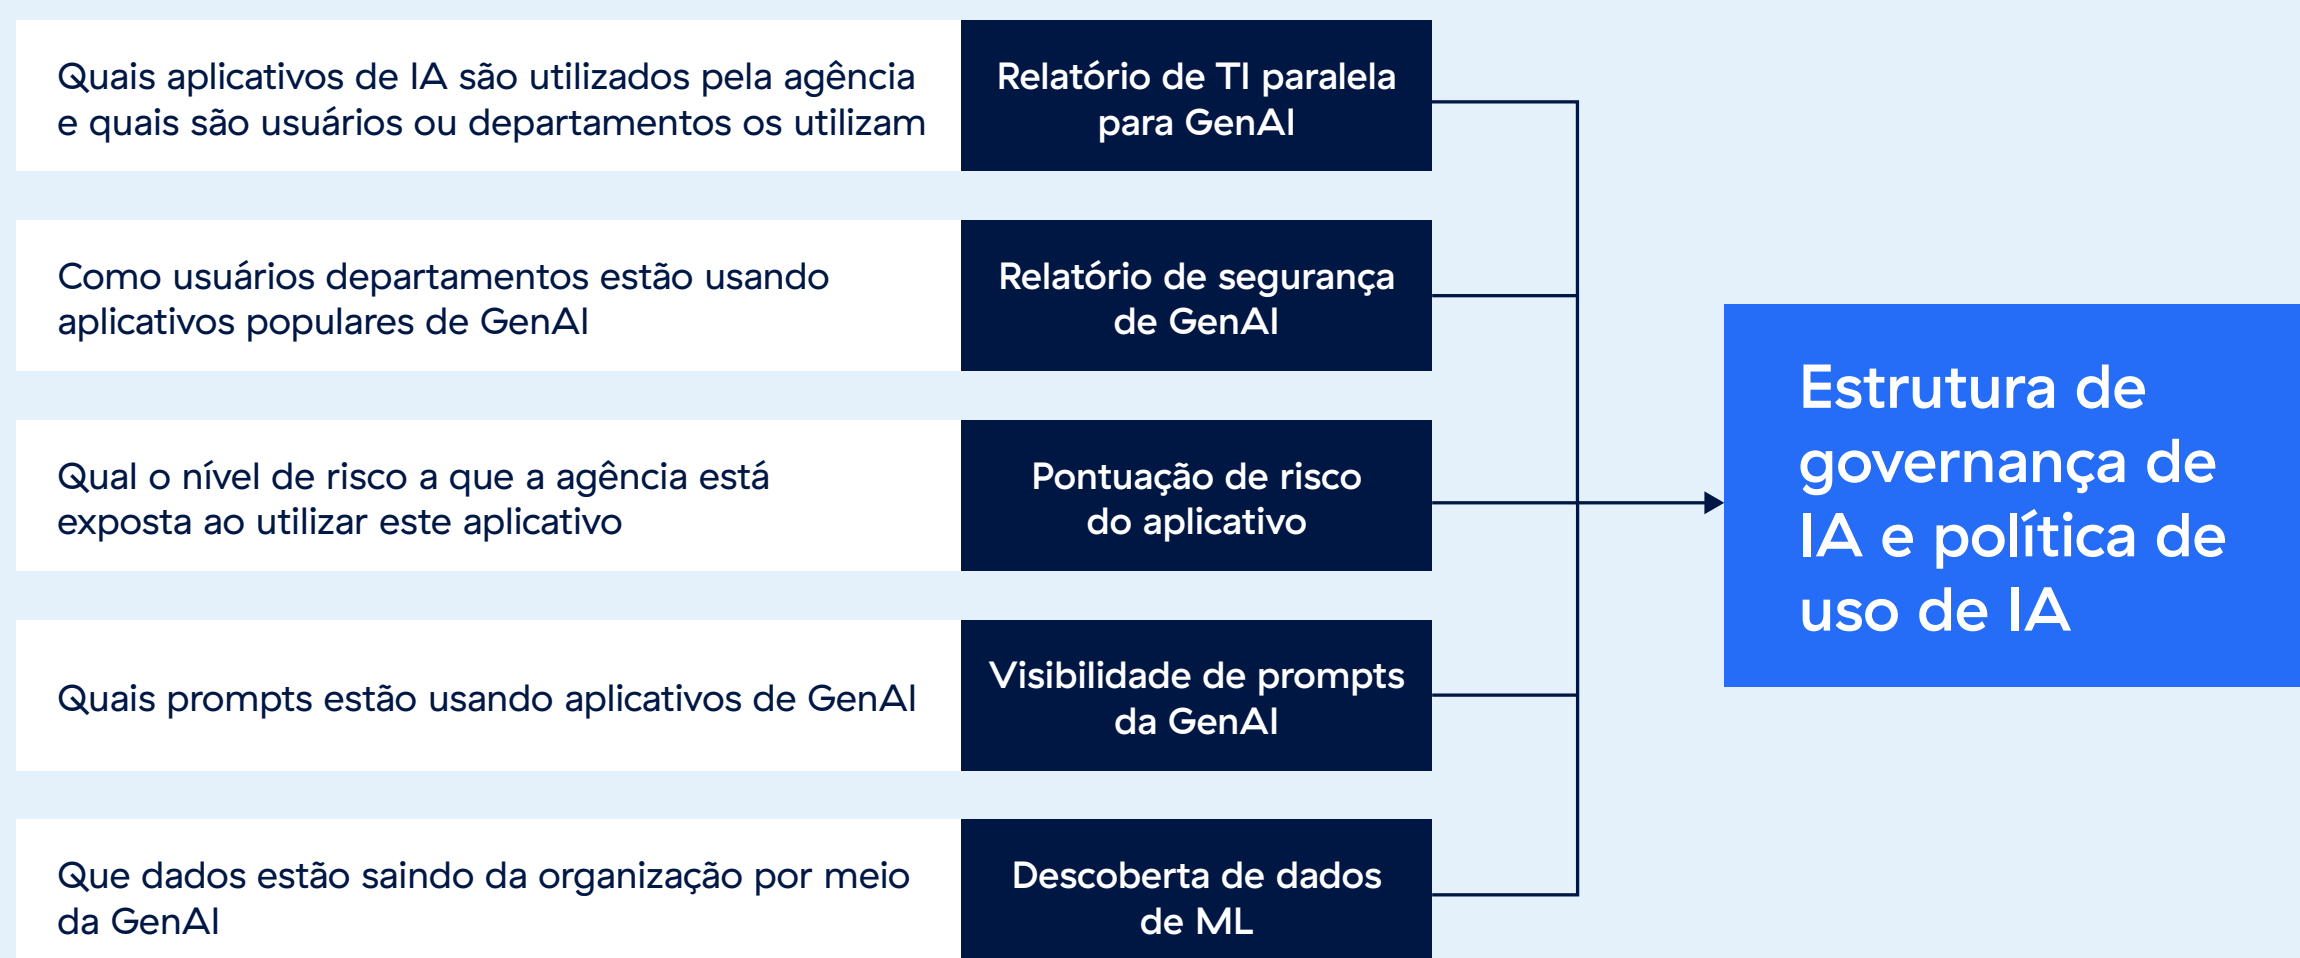 Quais aplicativos de IA são utilizados pela agência
e quais são usuários ou departamentos os utilizam
Relatório de TI paralela
para GenAI
Como usuários departamentos estão usando
aplicativos populares de GenAI
Relatório de segurança
de GenAI
Qual o nível de risco a que a agência está
exposta ao utilizar este aplicativo
Pontuação de risco
do aplicativo
Quais prompts estão usando aplicativos de GenAI
Visibilidade de prompts
da GenAI
Que dados estão saindo da organização por meio
da GenAI
Descoberta de dados
de ML
Estrutura de
governança de
IA e política de
uso de IA